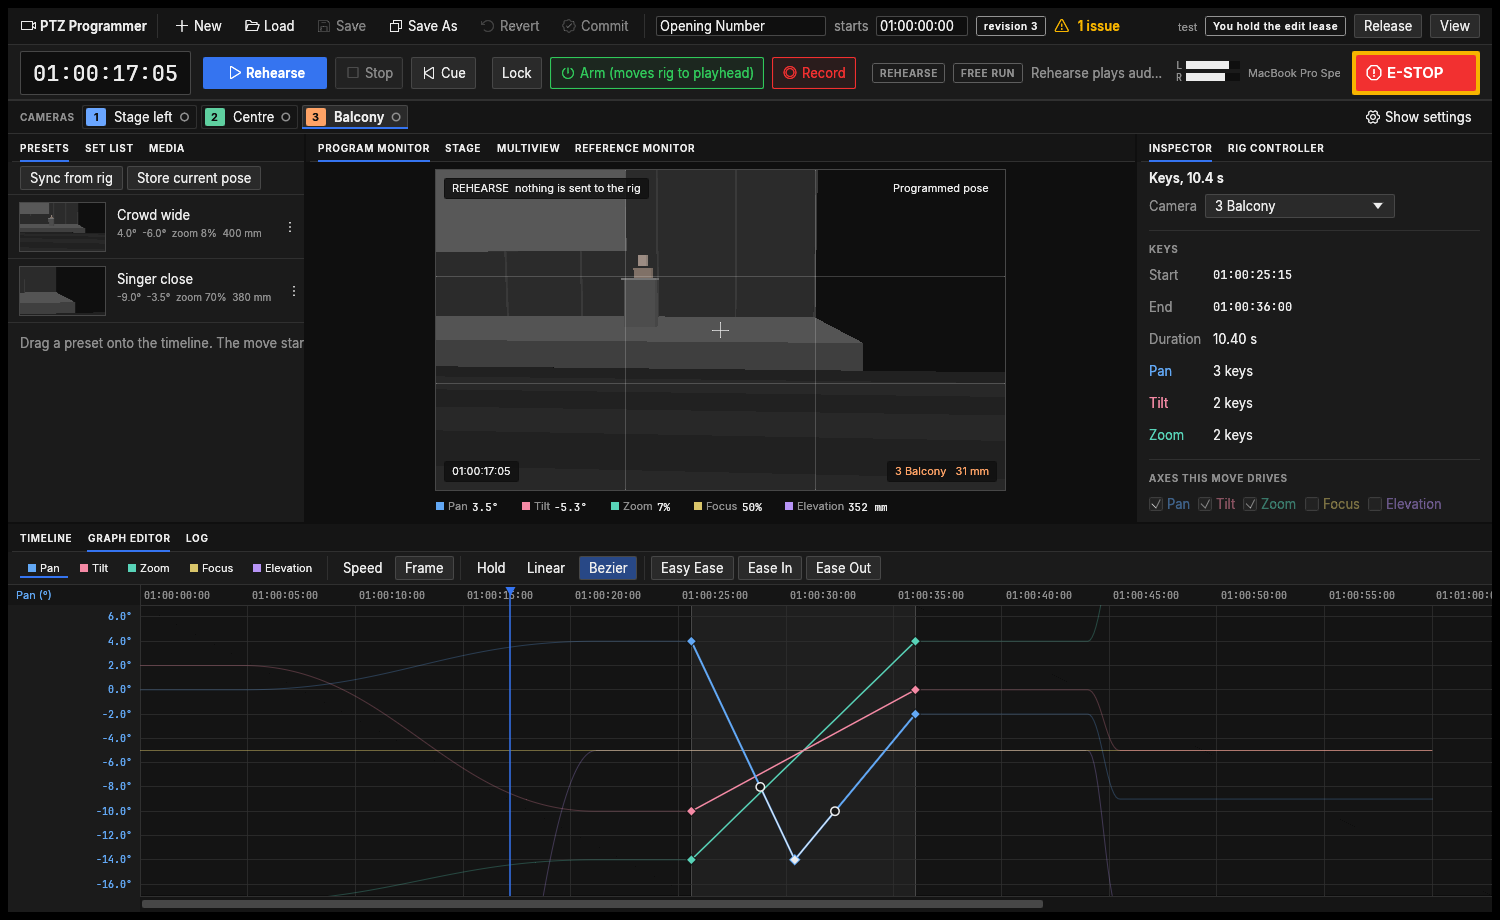 PTZ Programmer
New
Load
Save
Save As
Revert
Commit
Opening Number
starts
01:00:00:00
revision 3
1 issue
test
You hold the edit lease
Release
View
01:00:17:05
Rehearse
Stop
Cue
Lock
Arm (moves rig to playhead)
Record
REHEARSE
FREE RUN
Rehearse plays aud...
L
R
MacBook Pro Spe
E-STOP
CAMERAS
1 Stage left
2 Centre
3 Balcony
Show settings
PRESETS
SET LIST
MEDIA
Sync from rig
Store current pose
Crowd wide
4.0° -6.0° zoom 8% 400 mm
Singer close
-9.0° -3.5° zoom 70% 380 mm
Drag a preset onto the timeline. The move star
PROGRAM MONITOR
STAGE
MULTIVIEW
REFERENCE MONITOR
REHEARSE nothing is sent to the rig
Programmed pose
01:00:17:05
3 Balcony 31 mm
Pan 3.5°
Tilt -5.3°
Zoom 7%
Focus 50%
Elevation 352 mm
INSPECTOR
RIG CONTROLLER
Keys, 10.4 s
Camera
3 Balcony
KEYS
Start 01:00:25:15
End 01:00:36:00
Duration 10.40 s
Pan 3 keys
Tilt 2 keys
Zoom 2 keys
AXES THIS MOVE DRIVES
Pan
Tilt
Zoom
Focus
Elevation
TIMELINE
GRAPH EDITOR
LOG
Pan
Tilt
Zoom
Focus
Elevation
Speed
Frame
Hold
Linear
Bezier
Easy Ease
Ease In
Ease Out
Pan (°)
01:00:00:00
01:00:05:00
01:00:10:00
01:00:15:00
01:00:20:00
01:00:25:00
01:00:30:00
01:00:35:00
01:00:40:00
01:00:45:00
01:00:50:00
01:00:55:00
01:01:00:0
6.0°
4.0°
2.0°
0.0°
-2.0°
-4.0°
-6.0°
-8.0°
-10.0°
-12.0°
-14.0°
-16.0°